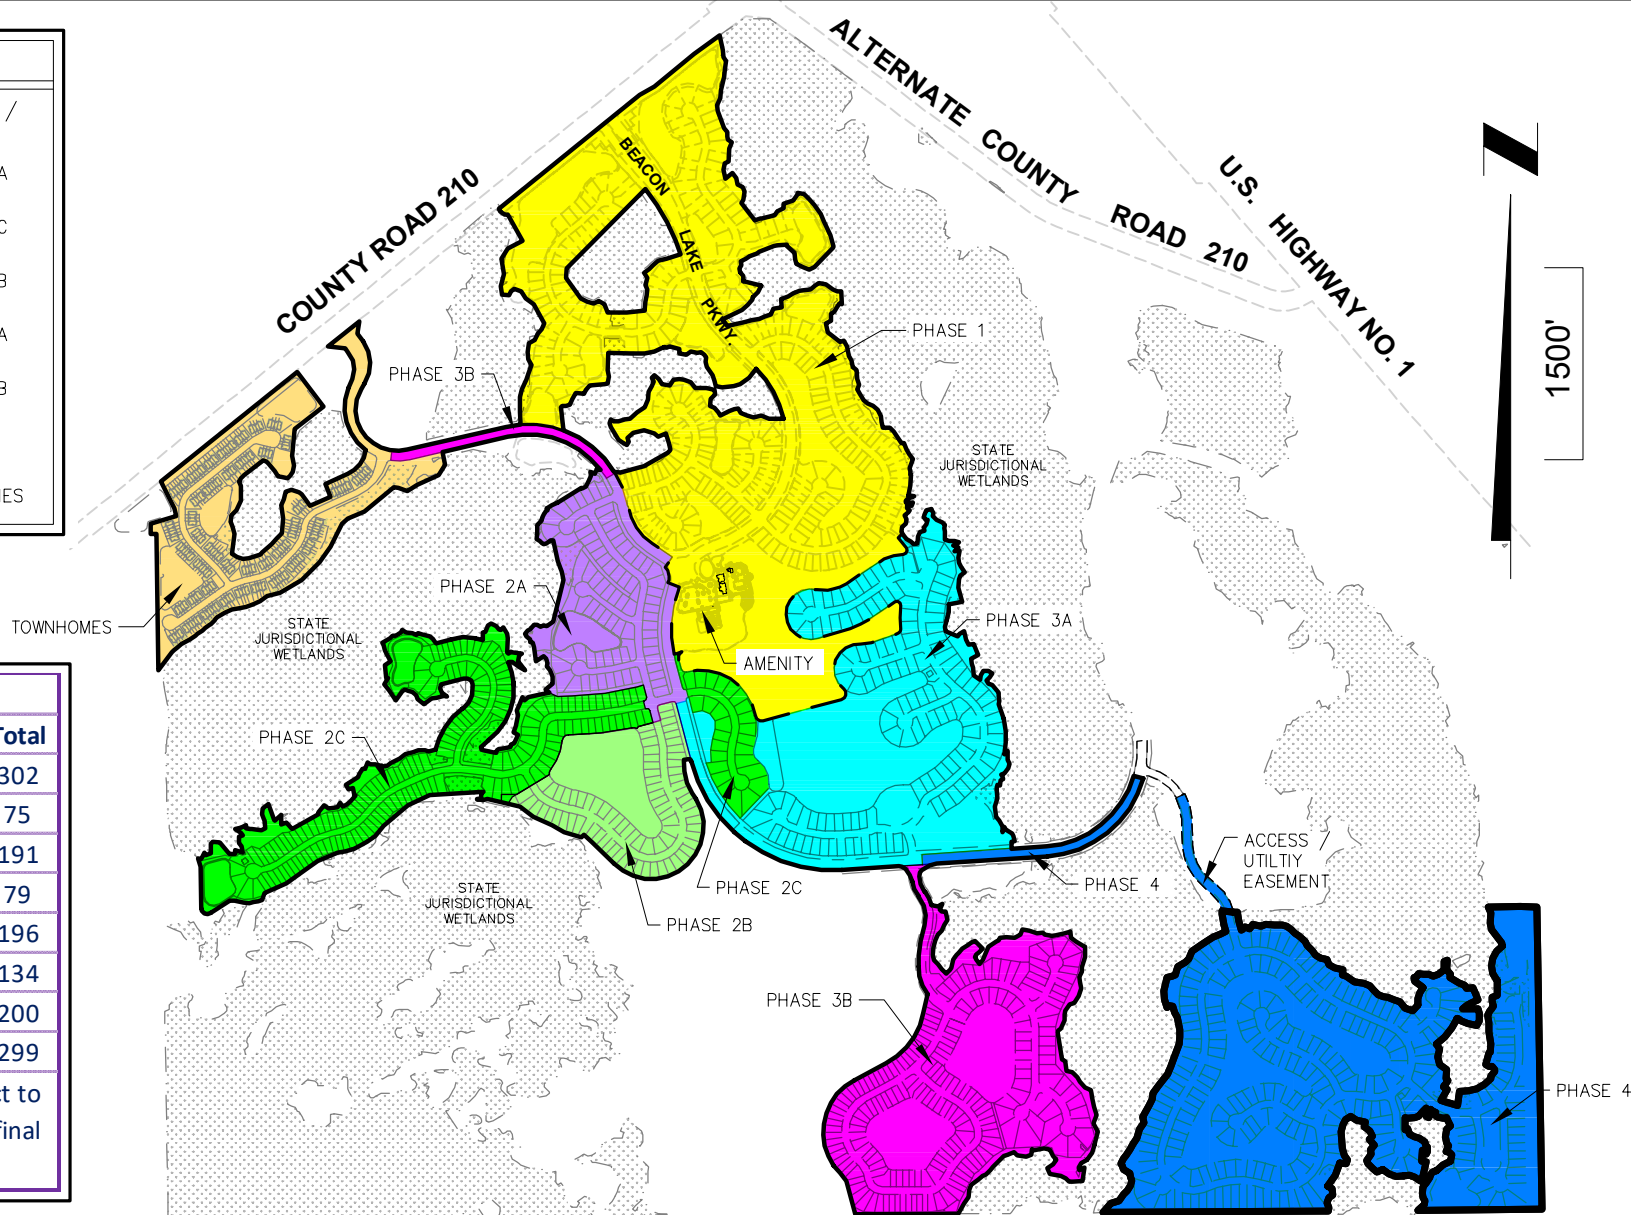 /
A
C
B
A
B
ES
ALTERNATE COUNTY ROAD 210
U.S. HIGHWAY NO. 1
COUNTY ROAD 210
BEACON LAKE PKWY.
1500'
PHASE 1
PHASE 3B
STATE
JURISDICTIONAL
WETLANDS
PHASE 2A
PHASE 3A
TOWNHOMES
STATE
JURISDICTIONAL
WETLANDS
AMENITY
PHASE 2C
ACCESS
UTILTIY
EASEMENT
PHASE 4
PHASE 2C
STATE
JURISDICTIONAL
WETLANDS
PHASE 2B
PHASE 3B
PHASE 4
Total
302
75
191
79
196
134
200
299
ct to
final